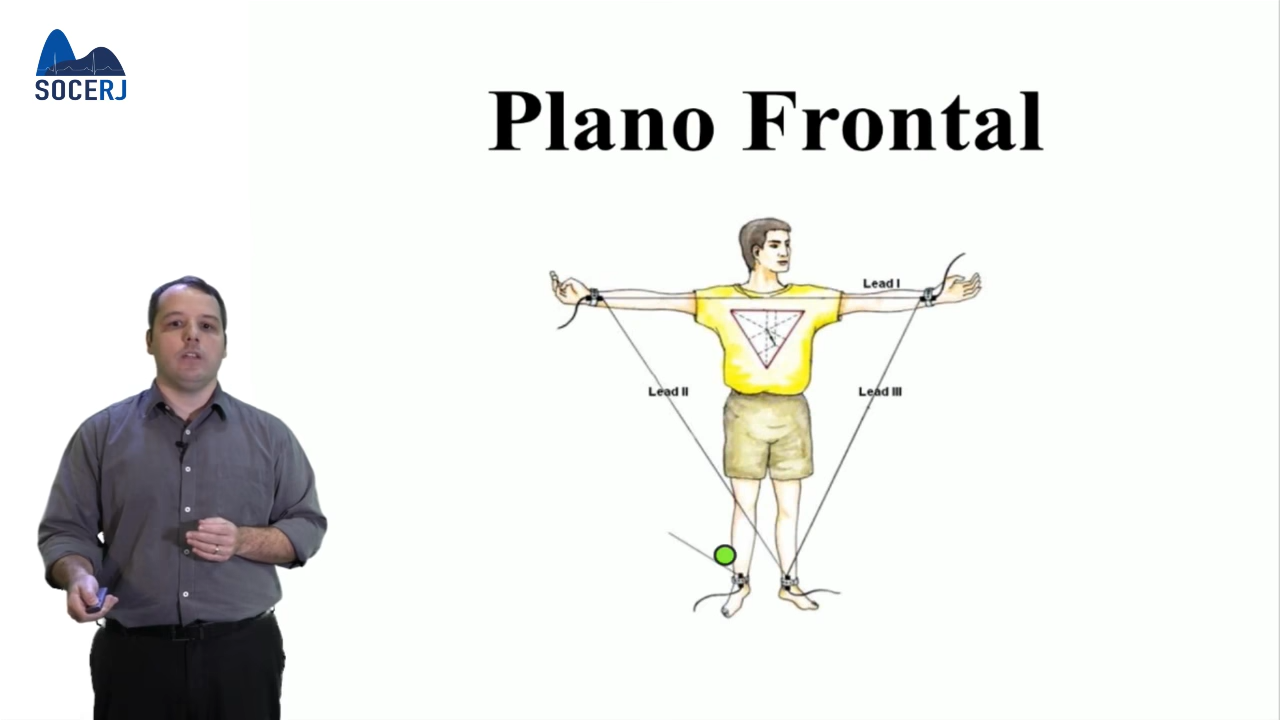 SOCERJ
Plano Frontal
Lead I
Lead II
Lead III